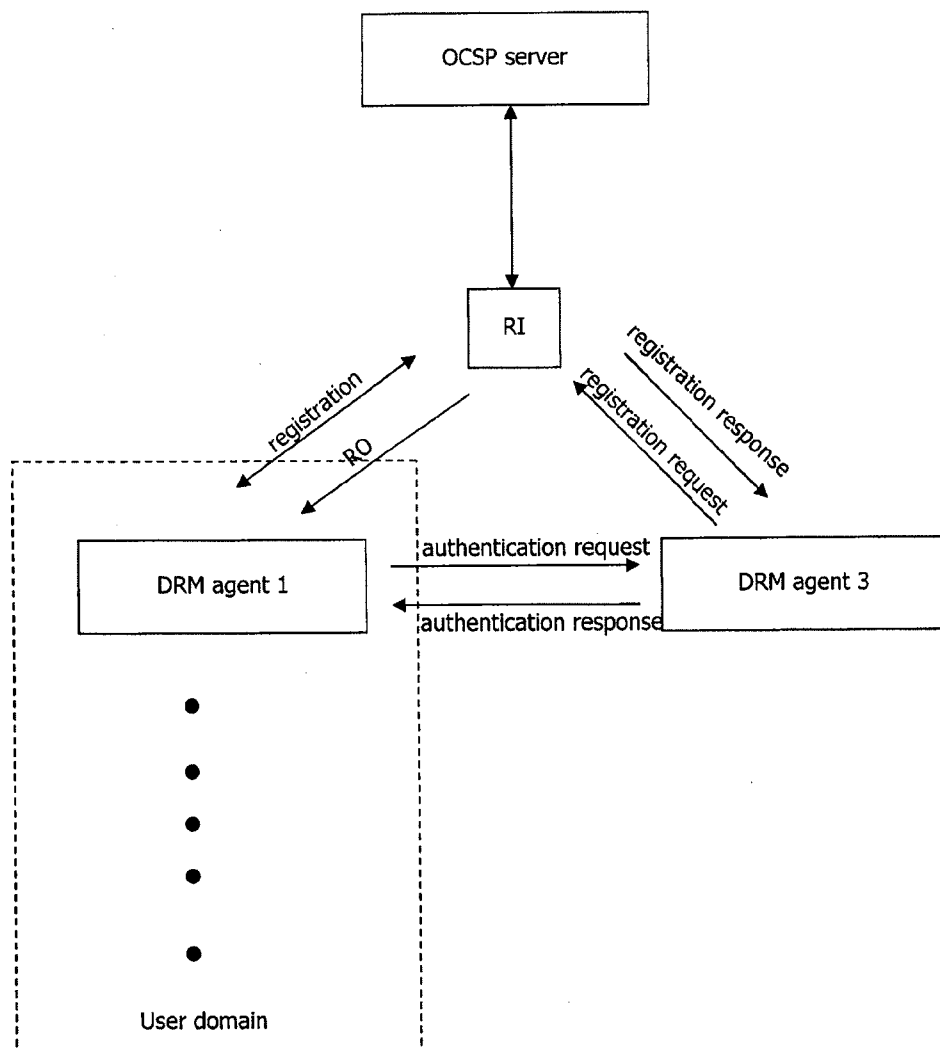 OCSP server
RI
registration
RO
registration response
registration request
DRM agent 1
authentication request
authentication response
DRM agent 3
User domain